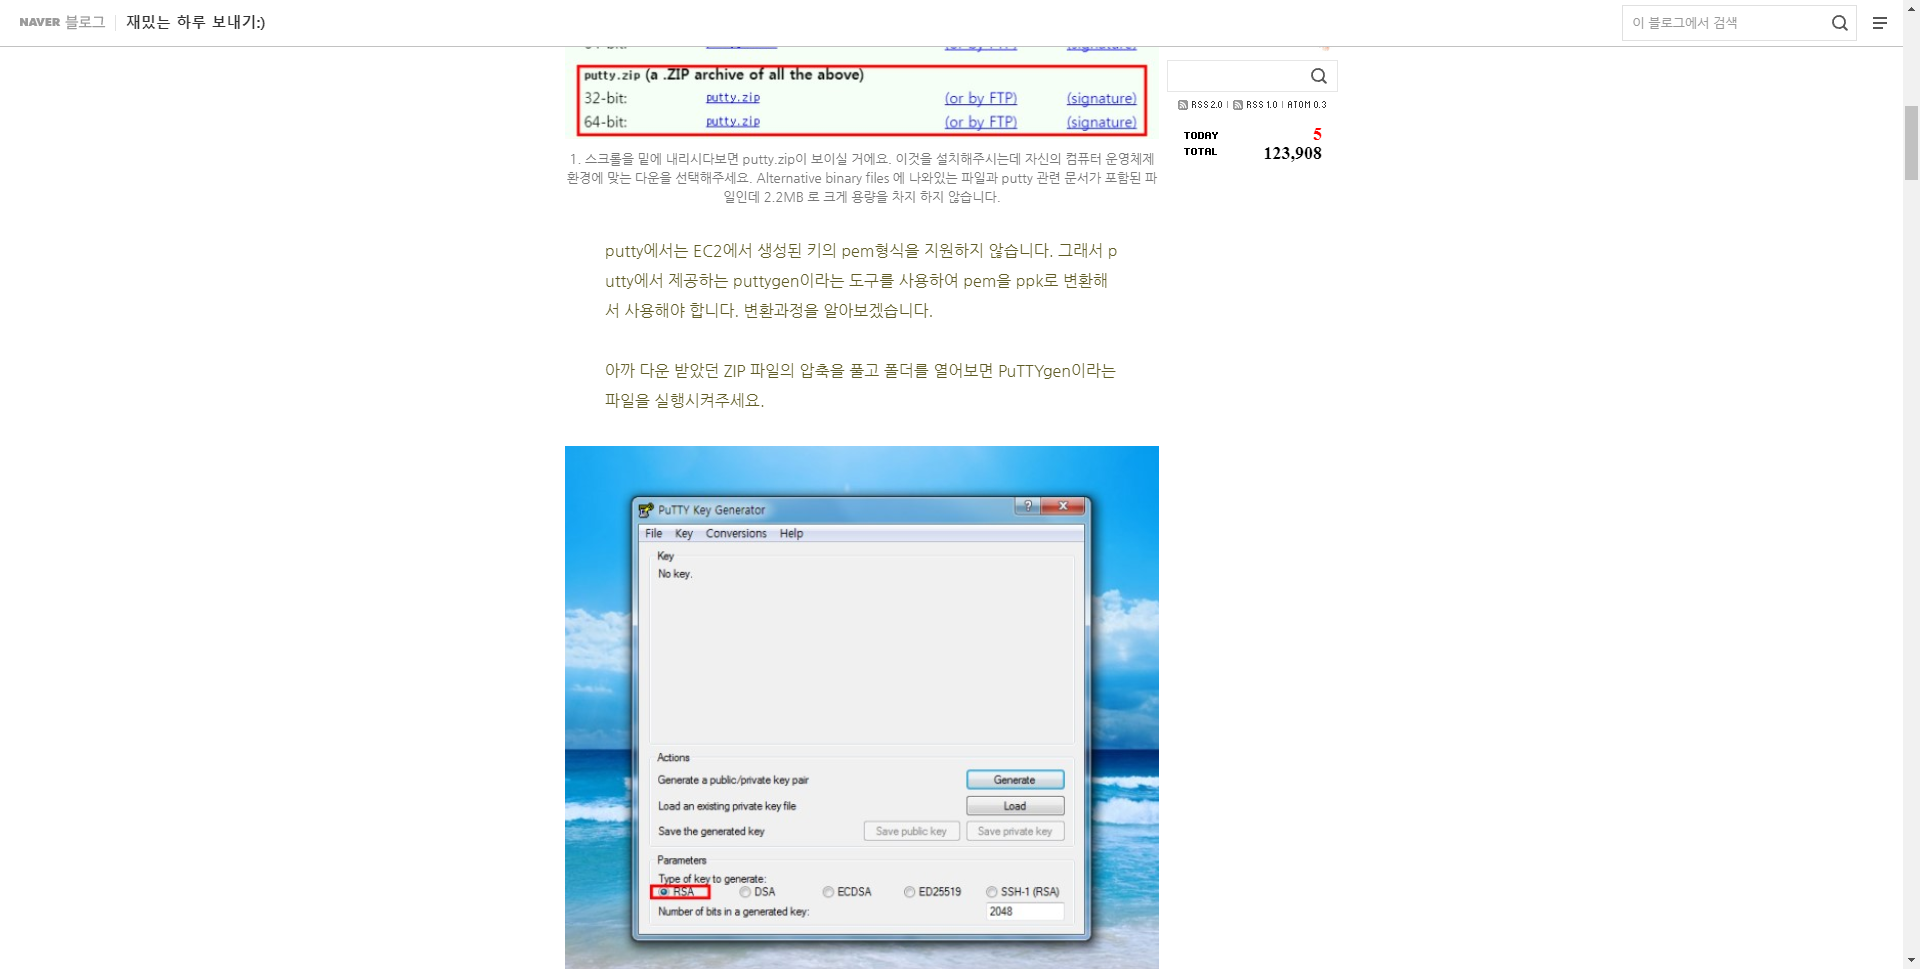 NAVER 블로그 재밌는 하루 보내기:)
이 블로그에서 검색
putty.zip (a .ZIP archive of all the above)
32-bit: putty.zip (or by FTP) (signature)
64-bit: putty.zip (or by FTP) (signature)
RSS 2.0 RSS 1.0 ATOM 0.3
TODAY 5
TOTAL 123,908
1. 스크롤을 밑에 내리시다보면 putty.zip이 보이실 거에요. 이것을 설치해주시는데 자신의 컴퓨터 운영체제
환경에 맞는 다운을 선택해주세요. Alternative binary files 에 나와있는 파일과 putty 관련 문서가 포함된 파
일인데 2.2MB 로 크게 용량을 차지 하지 않습니다.
putty에서는 EC2에서 생성된 키의 pem형식을 지원하지 않습니다. 그래서 p
utty에서 제공하는 puttygen이라는 도구를 사용하여 pem을 ppk로 변환해
서 사용해야 합니다. 변환과정을 알아보겠습니다.
아까 다운 받았던 ZIP 파일의 압축을 풀고 폴더를 열어보면 PuTTYgen이라는
파일을 실행시켜주세요.
PuTTY Key Generator
File Key Conversions Help
Key
No key.
Actions
Generate a public/private key pair Generate
Load an existing private key file Load
Save the generated key Save public key Save private key
Parameters
Type of key to generate:
RSA DSA ECDSA ED25519 SSH-1 (RSA)
Number of bits in a generated key: 2048